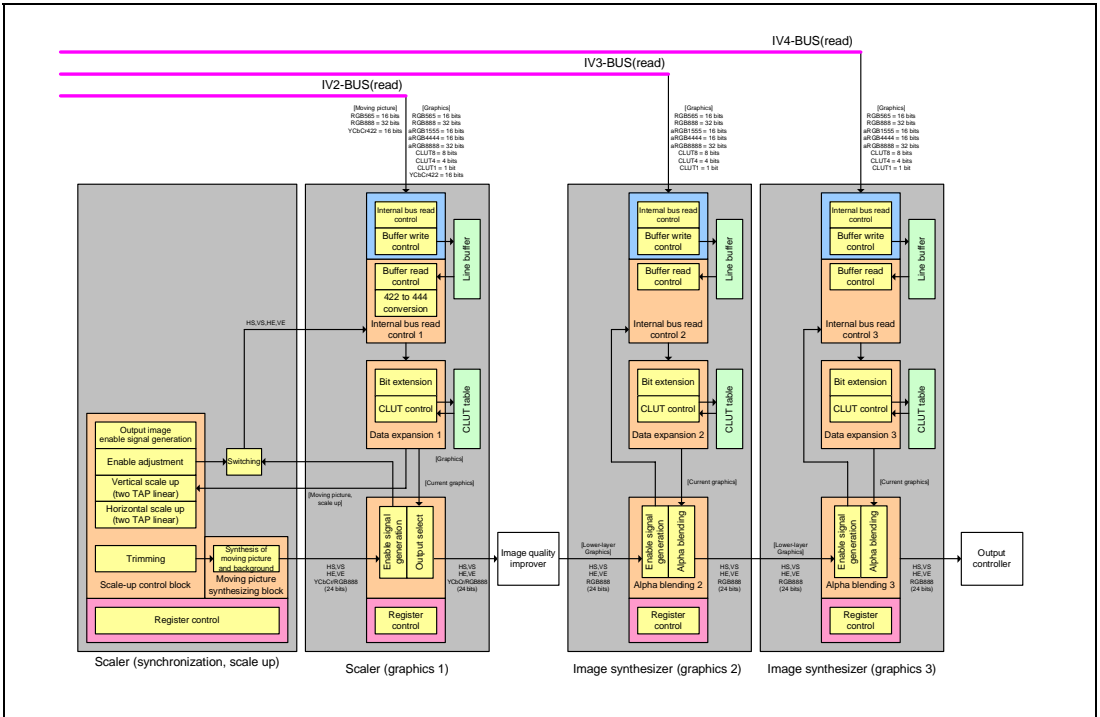 IV4-BUS(read)
IV3-BUS(read)
IV2-BUS(read)
[Moving picture]
RGB565 = 16 bits
RGB888 = 32 bits
YCbCr422 = 16 bits
[Graphics]
RGB565 = 16 bits
RGB888 = 32 bits
aRGB1555 = 16 bits
aRGB4444 = 16 bits
aRGB8888 = 32 bits
CLUT8 = 8 bits
CLUT4 = 4 bits
CLUT1 = 1 bit
YCbCr422 = 16 bits
[Graphics]
RGB565 = 16 bits
RGB888 = 32 bits
aRGB1555 = 16 bits
aRGB4444 = 16 bits
aRGB8888 = 32 bits
CLUT8 = 8 bits
CLUT4 = 4 bits
CLUT1 = 1 bit
[Graphics]
RGB565 = 16 bits
RGB888 = 32 bits
aRGB1555 = 16 bits
aRGB4444 = 16 bits
aRGB8888 = 32 bits
CLUT8 = 8 bits
CLUT4 = 4 bits
CLUT1 = 1 bit
HS,VS,HE,VE
Output image
enable signal generation
Enable adjustment
Vertical scale up
(two TAP linear)
Horizontal scale up
(two TAP linear)
Trimming
Scale-up control block
Switching
Synthesis of
moving picture
and background
Moving picture
synthesizing block
Register control
Scaler (synchronization, scale up)
Internal bus read
control
Buffer write
control
Line buffer
Buffer read
control
422 to 444
conversion
Internal bus read
control 1
Bit extension
CLUT control
CLUT table
Data expansion 1
[Graphics]
[Moving picture,
scale up]
Enable signal
generation
Output select
HS,VS
HE,VE
YCbCr/RGB888
(24 bits)
Register
control
Scaler (graphics 1)
HS,VS
HE,VE
YCbCr/RGB888
(24 bits)
Image quality
improver
Internal bus read
control
Buffer write
control
Line buffer
Buffer read
control
Internal bus read
control 2
Bit extension
CLUT control
CLUT table
Data expansion 2
[Current graphics]
[Lower-layer
Graphics]
HS,VS
HE,VE
RGB888
(24 bits)
Enable signal
generation
Alpha blending
Alpha blending 2
Register
control
Image synthesizer (graphics 2)
HS,VS
HE,VE
RGB888
(24 bits)
Internal bus read
control
Buffer write
control
Line buffer
Buffer read
control
Internal bus read
control 3
Bit extension
CLUT control
CLUT table
Data expansion 3
[Current graphics]
[Lower-layer
Graphics]
HS,VS
HE,VE
RGB888
(24 bits)
Enable signal
generation
Alpha blending
Alpha blending 3
Register
control
Image synthesizer (graphics 3)
HS,VS
HE,VE
RGB888
(24 bits)
Output
controller